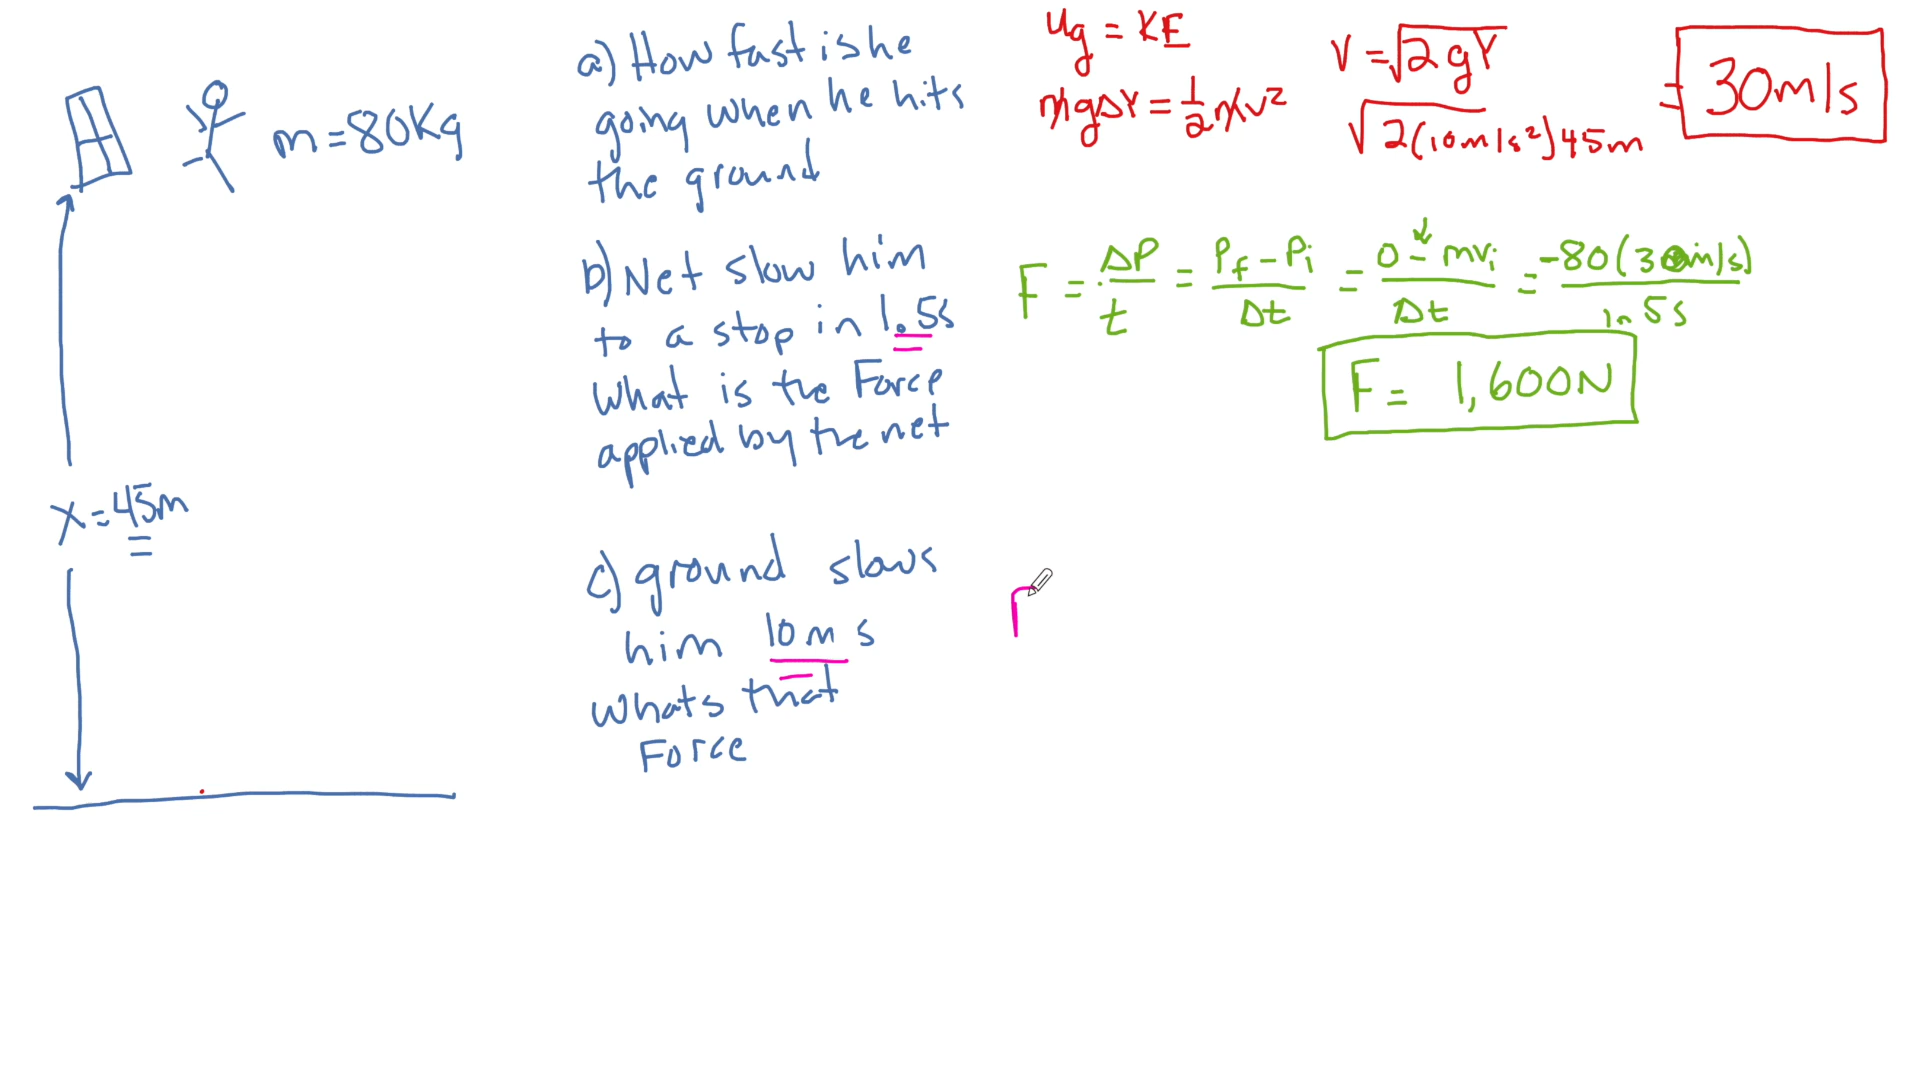 m=80Kg
x=45m
a) How fast is he
going when he hits
the ground
b) Net slow him
to a stop in 1.5s
What is the Force
applied by the net
c) ground slows
him 10ms
whats that
Force
Ug = KE
mgΔY = 1/2 mv²
V = √2gY
√2(10m/s²)45m
= 30m/s
F = ΔP/t = Pf-Pi/Δt = 0-mvi/Δt = -80(30m/s)/1.5s
F= 1,600N